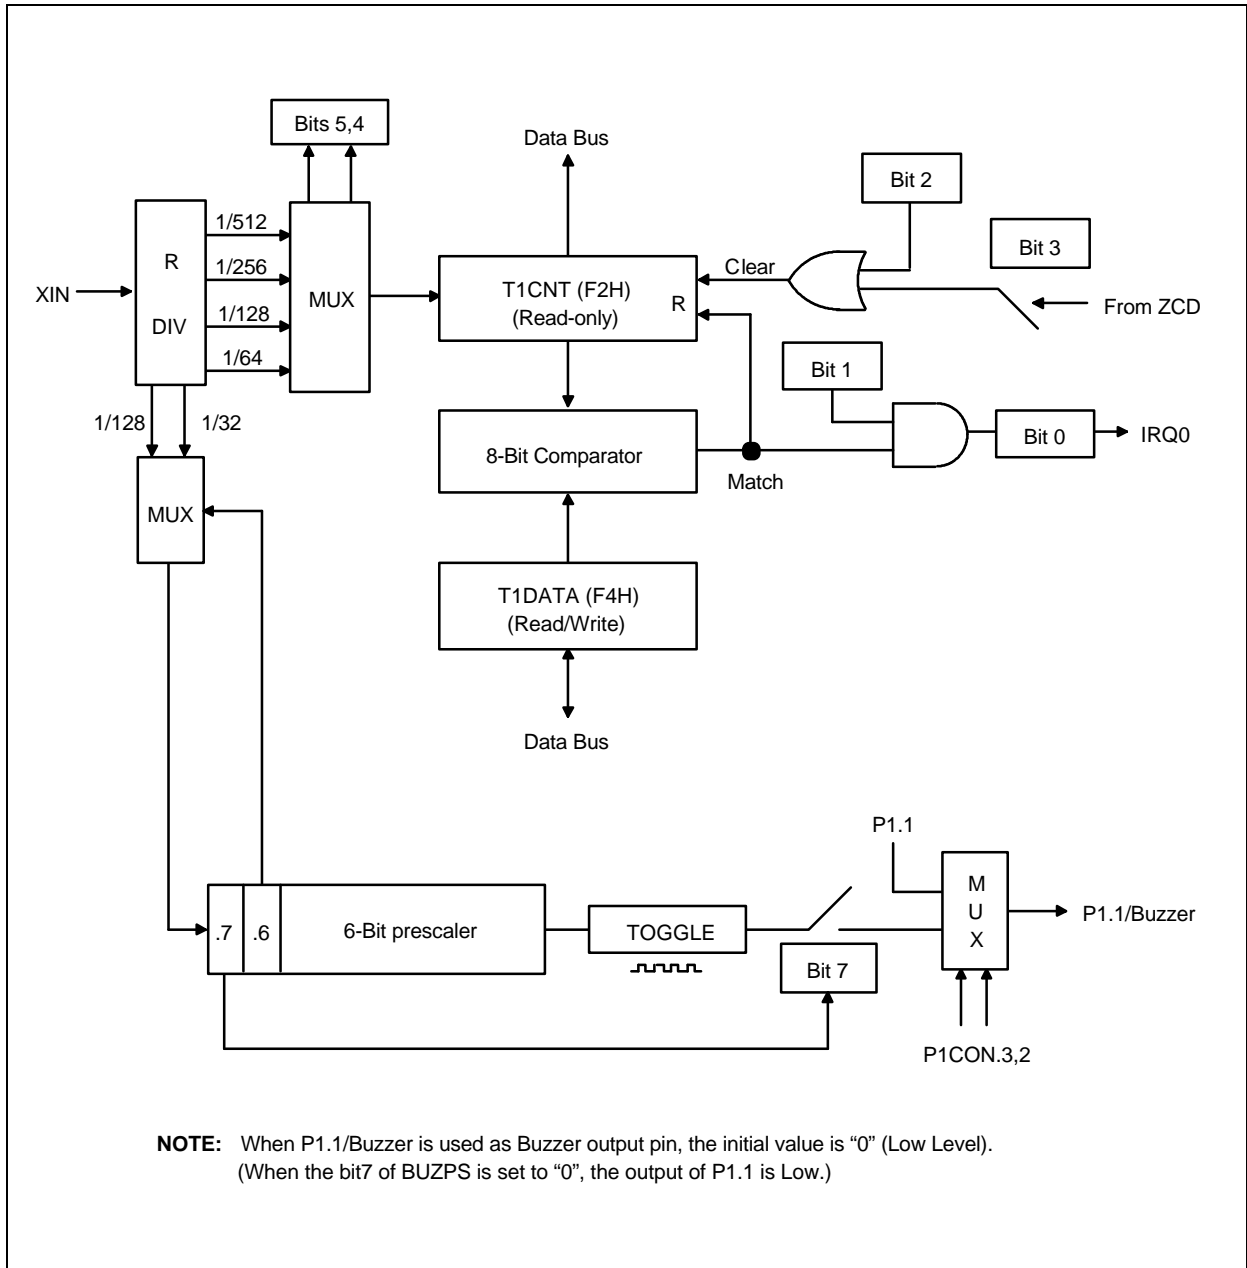 Bits 5,4
Data Bus
Bit 2
Bit 3
R
DIV
1/512
1/256
1/128
1/64
MUX
XIN
T1CNT (F2H)
(Read-only)
R
Clear
From ZCD
Bit 1
1/128
1/32
8-Bit Comparator
Match
Bit 0
IRQ0
MUX
T1DATA (F4H)
(Read/Write)
Data Bus
P1.1
.7
.6
6-Bit prescaler
TOGGLE
Bit 7
M
U
X
P1.1/Buzzer
P1CON.3,2
NOTE: When P1.1/Buzzer is used as Buzzer output pin, the initial value is “0” (Low Level).
(When the bit7 of BUZPS is set to “0”, the output of P1.1 is Low.)